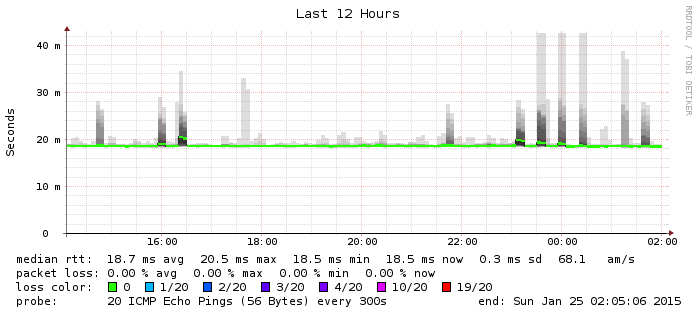 Last 12 Hours
RRDTOOL / TOBI OETIKER
Seconds
40 m
30 m
20 m
10 m
0
16:00 18:00 20:00 22:00 00:00 02:00
median rtt: 18.7 ms avg 20.5 ms max 18.5 ms min 18.5 ms now 0.3 ms sd 68.1 am/s
packet loss: 0.00 % avg 0.00 % max 0.00 % min 0.00 % now
loss color: 0 1/20 2/20 3/20 4/20 10/20 19/20
probe: 20 ICMP Echo Pings (56 Bytes) every 300s end: Sun Jan 25 02:05:06 2015